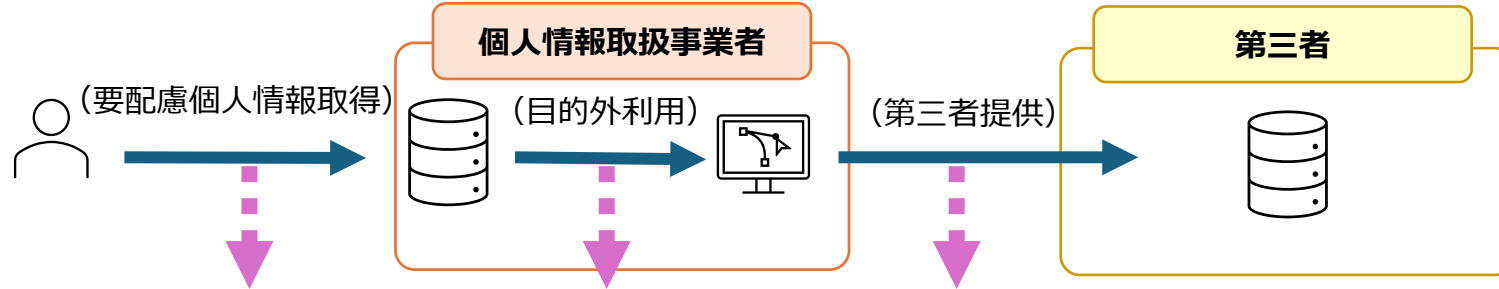 個人情報取扱事業者
第三者
（要配慮個人情報取得）
（目的外利用）
（第三者提供）